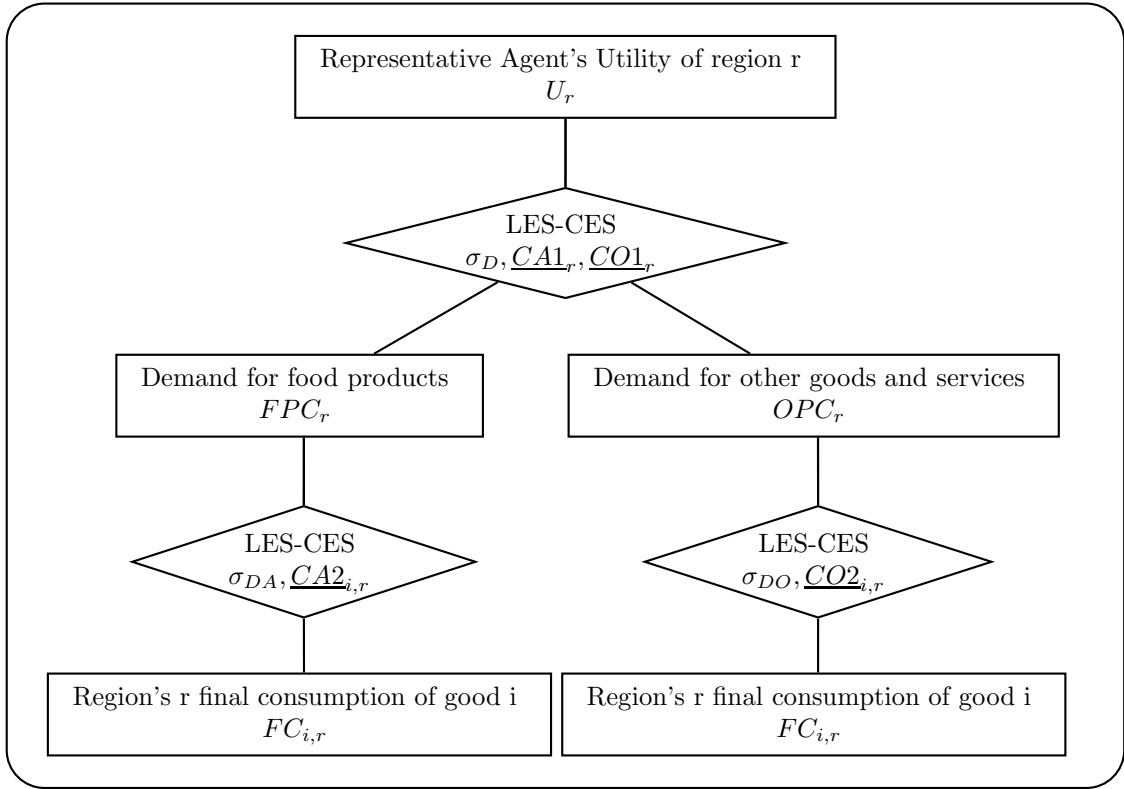 Representative Agent's Utility of region r
U_r
LES-CES
σ_D, CA1_r, CO1_r
Demand for food products
FPC_r
Demand for other goods and services
OPC_r
LES-CES
σ_DA, CA2_i,r
LES-CES
σ_DO, CO2_i,r
Region's r final consumption of good i
FC_i,r
Region's r final consumption of good i
FC_i,r